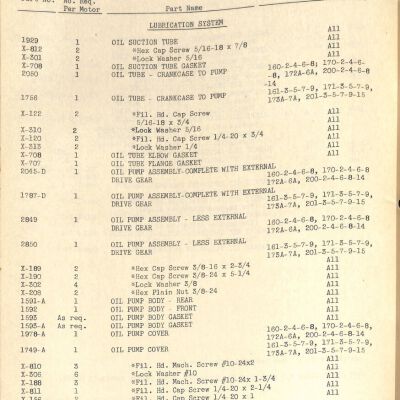 Part No. No. Req. Per Motor Part Name
LUBRICATION SYSTEM
All
1929 1 OIL SUCTION TUBE All
X-812 2 *Hex Cap Screw 5/16-18 x 7/8 All
X-301 2 *Lock Washer 5/16 All
X-708 1 OIL SUCTION TUBE GASKET 160-2-4-6-8; 170-2-4-6-
2050 1 OIL TUBE - CRANKCASE TO PUMP -8, 172A-6A, 200-2-4-6-8
-14
1756 1 OIL TUBE - CRANKCASE TO PUMP 161-3-5-7-9, 171-3-5-7-9,
173A-7A, 201-3-5-7-9-15
X-122 2 *Fil. Hd. Cap Screw All
5/16-18 x 3/4 All
X-310 2 *Lock Washer 5/16 All
X-120 2 *Fil. Hd. Cap Screw 1/4-20 x 3/4 All
X-313 2 *Lock Washer 1/4 All
X-708 1 OIL TUBE ELBOW GASKET All
X-707 1 OIL TUBE FLANGE GASKET All
2045-D 1 OIL PUMP ASSEMBLY-COMPLETE WITH EXTERNAL 160-2-4-6-8, 170-2-4-6-8
DRIVE GEAR 172A-6A, 200-2-4-6-8-14
1787-D 1 OIL PUMP ASSEMBLY-COMPLETE WITH EXTERNAL 161-3-5-7-9, 171-3-5-7-9,
DRIVE GEAR 173A-7A, 201-3-5-7-9-15
2849 1 OIL PUMP ASSEMBLY - LESS EXTERNAL 160-2-4-6-8, 170-2-4-6-8
DRIVE GEAR 172A-6A, 200-2-4-6-8-14
2850 1 OIL PUMP ASSEMBLY - LESS EXTERNAL 161-3-5-7-9, 171-3-5-7-9,
DRIVE GEAR 173A-7A, 201-3-5-7-9-15
All
X-189 2 *Hex Cap Screw 3/8-16 x 2-3/4 All
X-190 2 *Hex Cap Screw 3/8-24 x 5-1/4 All
X-302 4 *Lock Washer 3/8 All
X-208 2 *Hex Plain Nut 3/8-24 All
1591-A 1 OIL PUMP BODY - REAR All
1592 1 OIL PUMP BODY - FRONT All
1593 As req. OIL PUMP BODY GASKET All
1593-A As req. OIL PUMP BODY GASKET 160-2-4-6-8, 170-2-4-6-8,
1978-A 1 OIL PUMP COVER 172A-6A, 200-2-4-6-8-14
1749-A 1 OIL PUMP COVER 161-3-5-7-9, 171-3-5-7-9,
173A-7A, 201-3-5-7-9-15
X-810 3 *Fil. Hd. Mach. Screw #10-24x2 All
X-306 6 *Lock Washer #10 All
X-188 3 *Fil. Hd. Mach. Screw #10-24 x 1-3/4 All
X-811 1 *Fil. Hd. Cap Screw 1/4-20 x 2-1/4 All
*Fil. Hd. Cap Screw 1/4-20 x 1 All